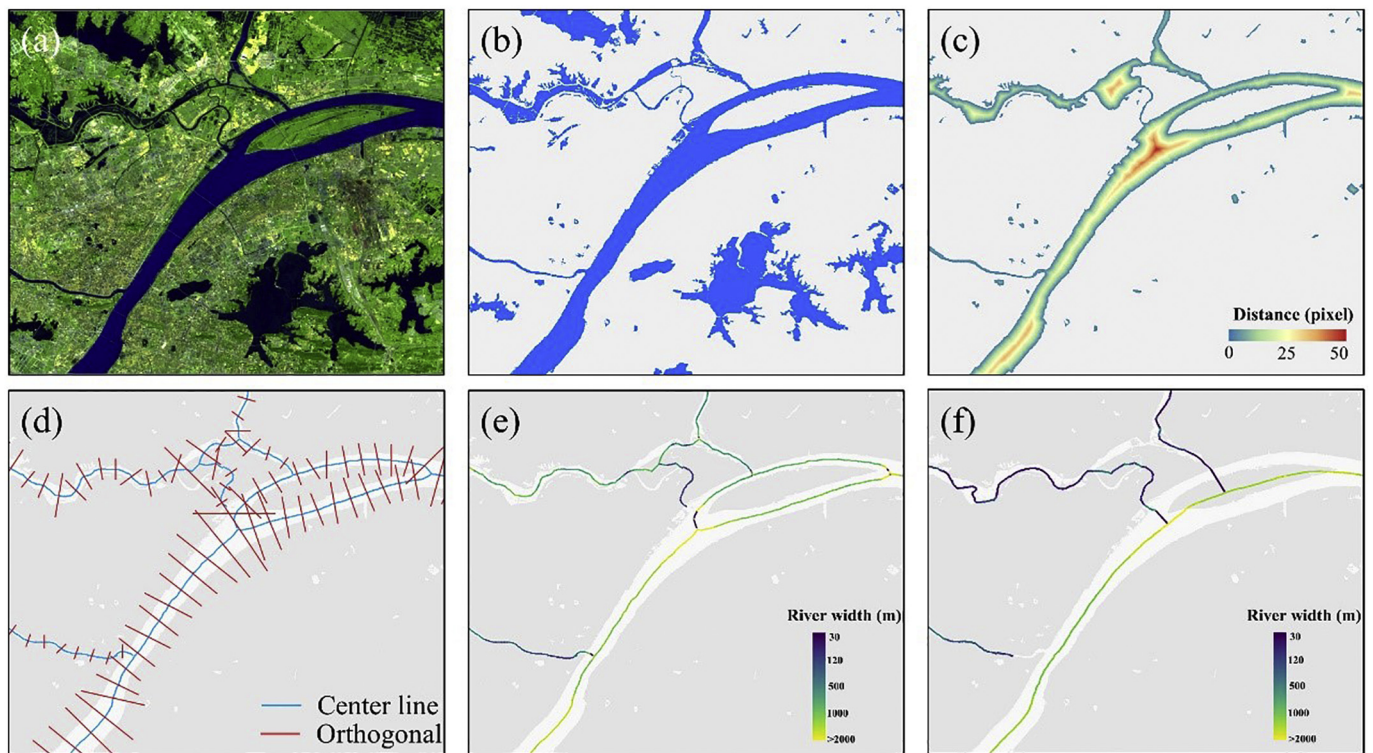 (a)
(b)
(c)
Distance (pixel)
0 25 50
(d)
Center line
Orthogonal
(e)
River width (m)
30
120
500
1000
>2000
(f)
River width (m)
30
120
500
1000
>2000